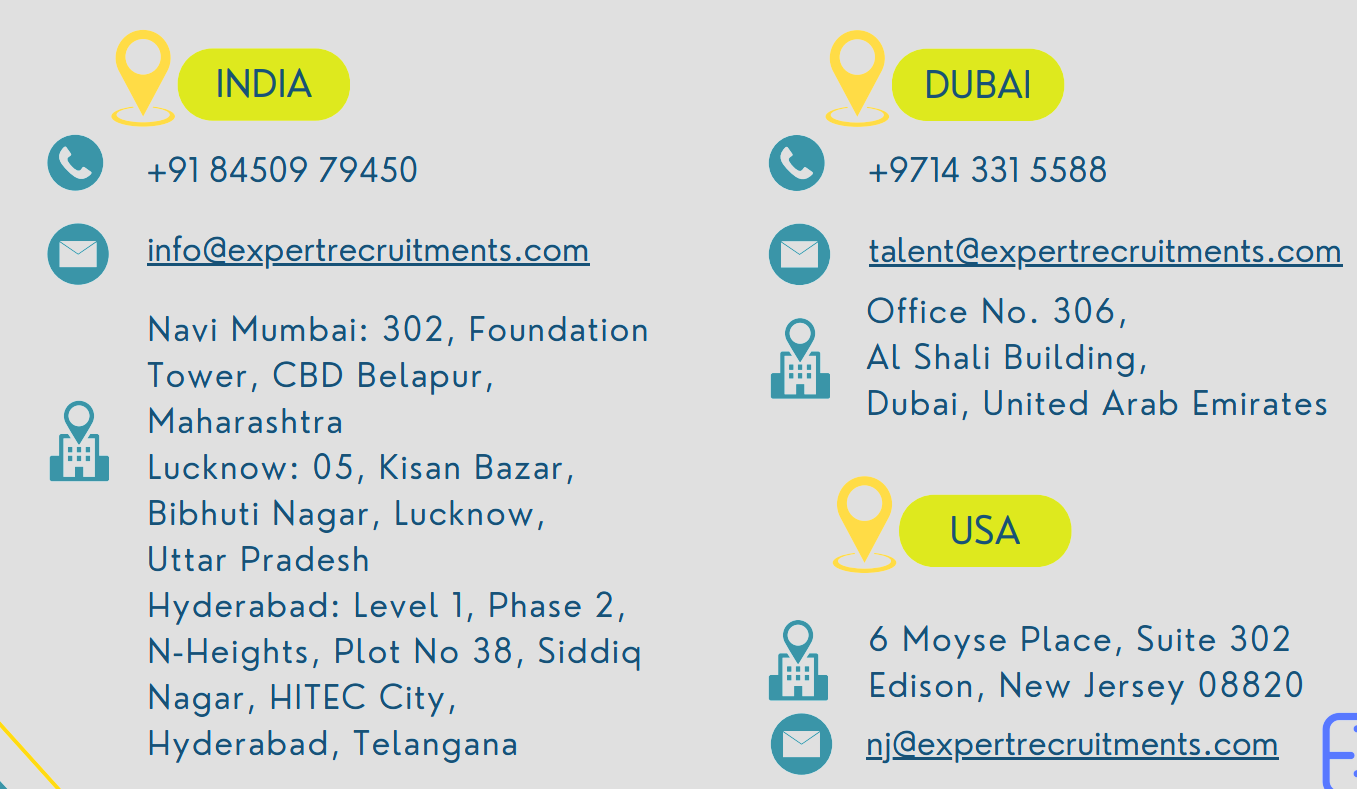 INDIA
+91 84509 79450
info@expertrecruitments.com
Navi Mumbai: 302, Foundation
Tower, CBD Belapur,
Maharashtra
Lucknow: 05, Kisan Bazar,
Bibhuti Nagar, Lucknow,
Uttar Pradesh
Hyderabad: Level 1, Phase 2,
N-Heights, Plot No 38, Siddiq
Nagar, HITEC City,
Hyderabad, Telangana
DUBAI
+9714 331 5588
talent@expertrecruitments.com
Office No. 306,
Al Shali Building,
Dubai, United Arab Emirates
USA
6 Moyse Place, Suite 302
Edison, New Jersey 08820
nj@expertrecruitments.com